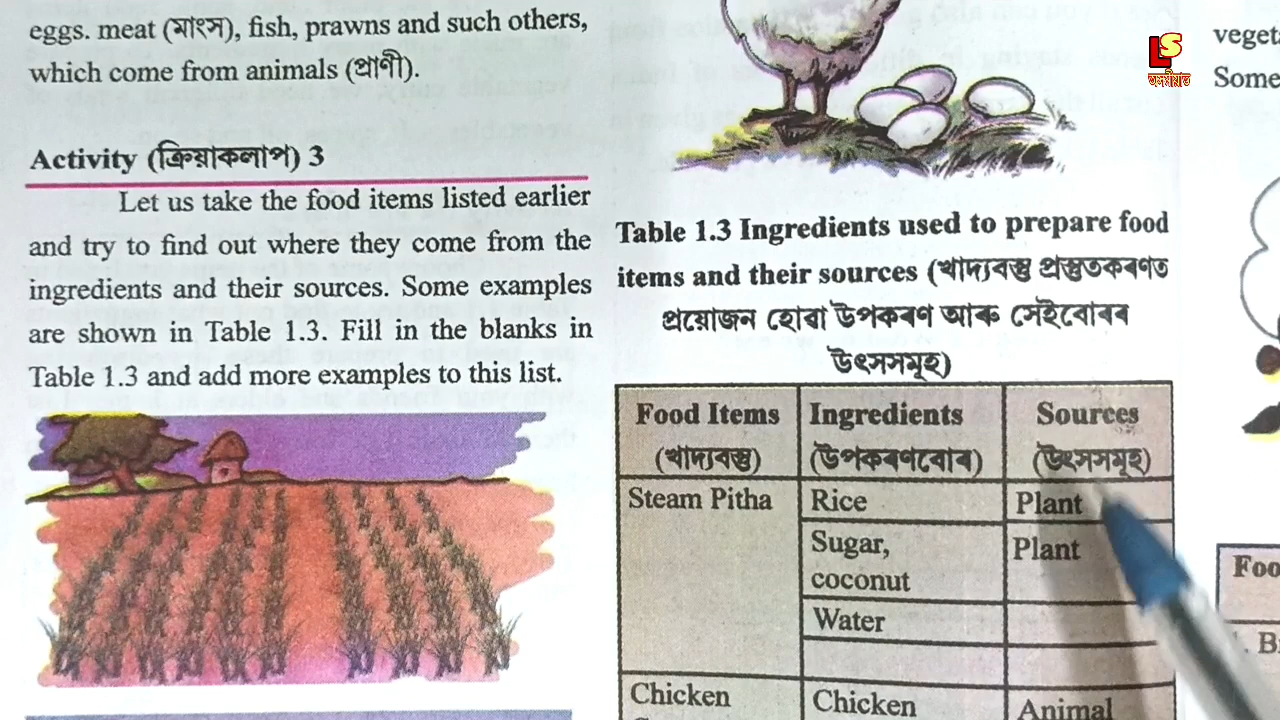 eggs. meat (মাংস), fish, prawns and such others,
which come from animals (প্ৰাণী).
Activity (ক্ৰিয়াকলাপ) 3
Let us take the food items listed earlier
and try to find out where they come from the
ingredients and their sources. Some examples
are shown in Table 1.3. Fill in the blanks in
Table 1.3 and add more examples to this list.
Table 1.3 Ingredients used to prepare food
items and their sources (খাদ্যবস্তু প্ৰস্তুতকৰণত
প্ৰয়োজন হোৱা উপকৰণ আৰু সেইবোৰৰ
উৎসসমূহ)
Food Items Ingredients Sources
(খাদ্যবস্তু) (উপকৰণবোৰ) (উৎসসমূহ)
Steam Pitha Rice Plant
Sugar, Plant
coconut
Water
Chicken Chicken Animal
Some
LS